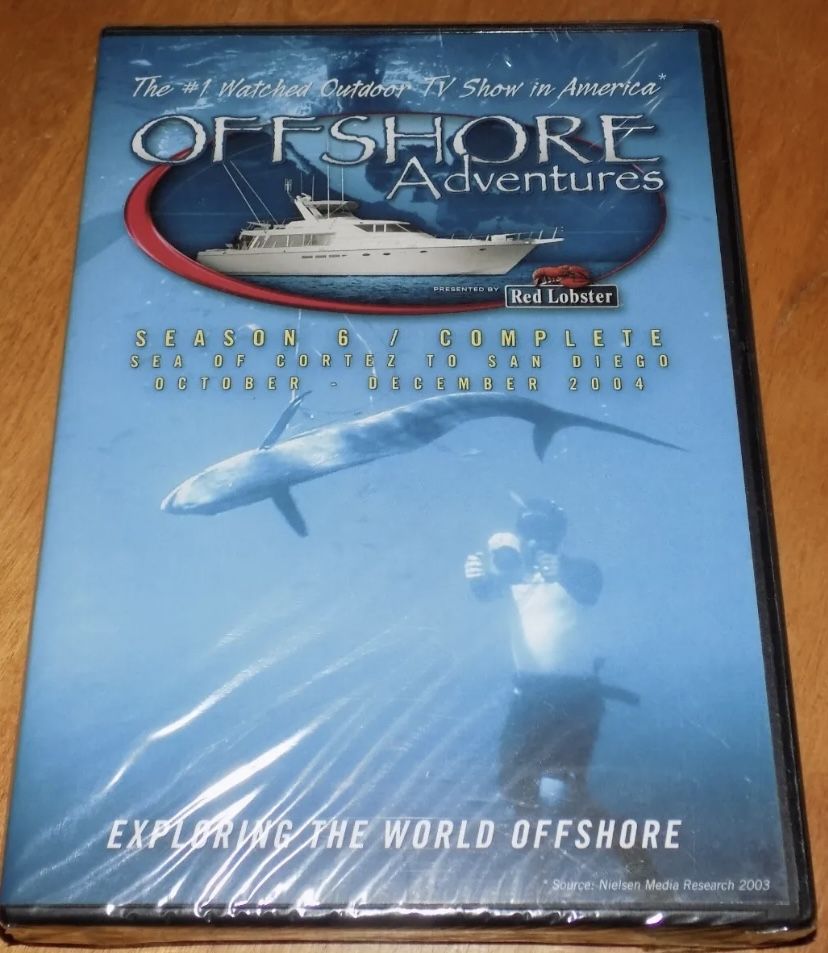 The #1 Watched Outdoor TV Show in America*
OFFSHORE
Adventures
PRESENTED BY Red Lobster
SEASON 6 / COMPLETE
SEA OF CORTEZ TO SAN DIEGO
OCTOBER - DECEMBER 2004
EXPLORING THE WORLD OFFSHORE
* Source: Nielsen Media Research 2003